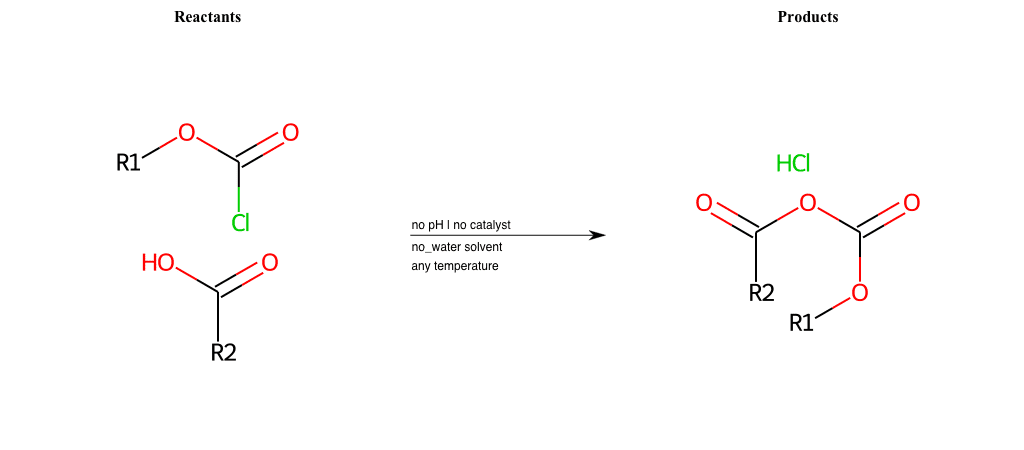 Reactants
Products
R1
O
O
Cl
HO
O
R2
no pH | no catalyst
no_water solvent
any temperature
HCl
O
O
O
R2
O
R1